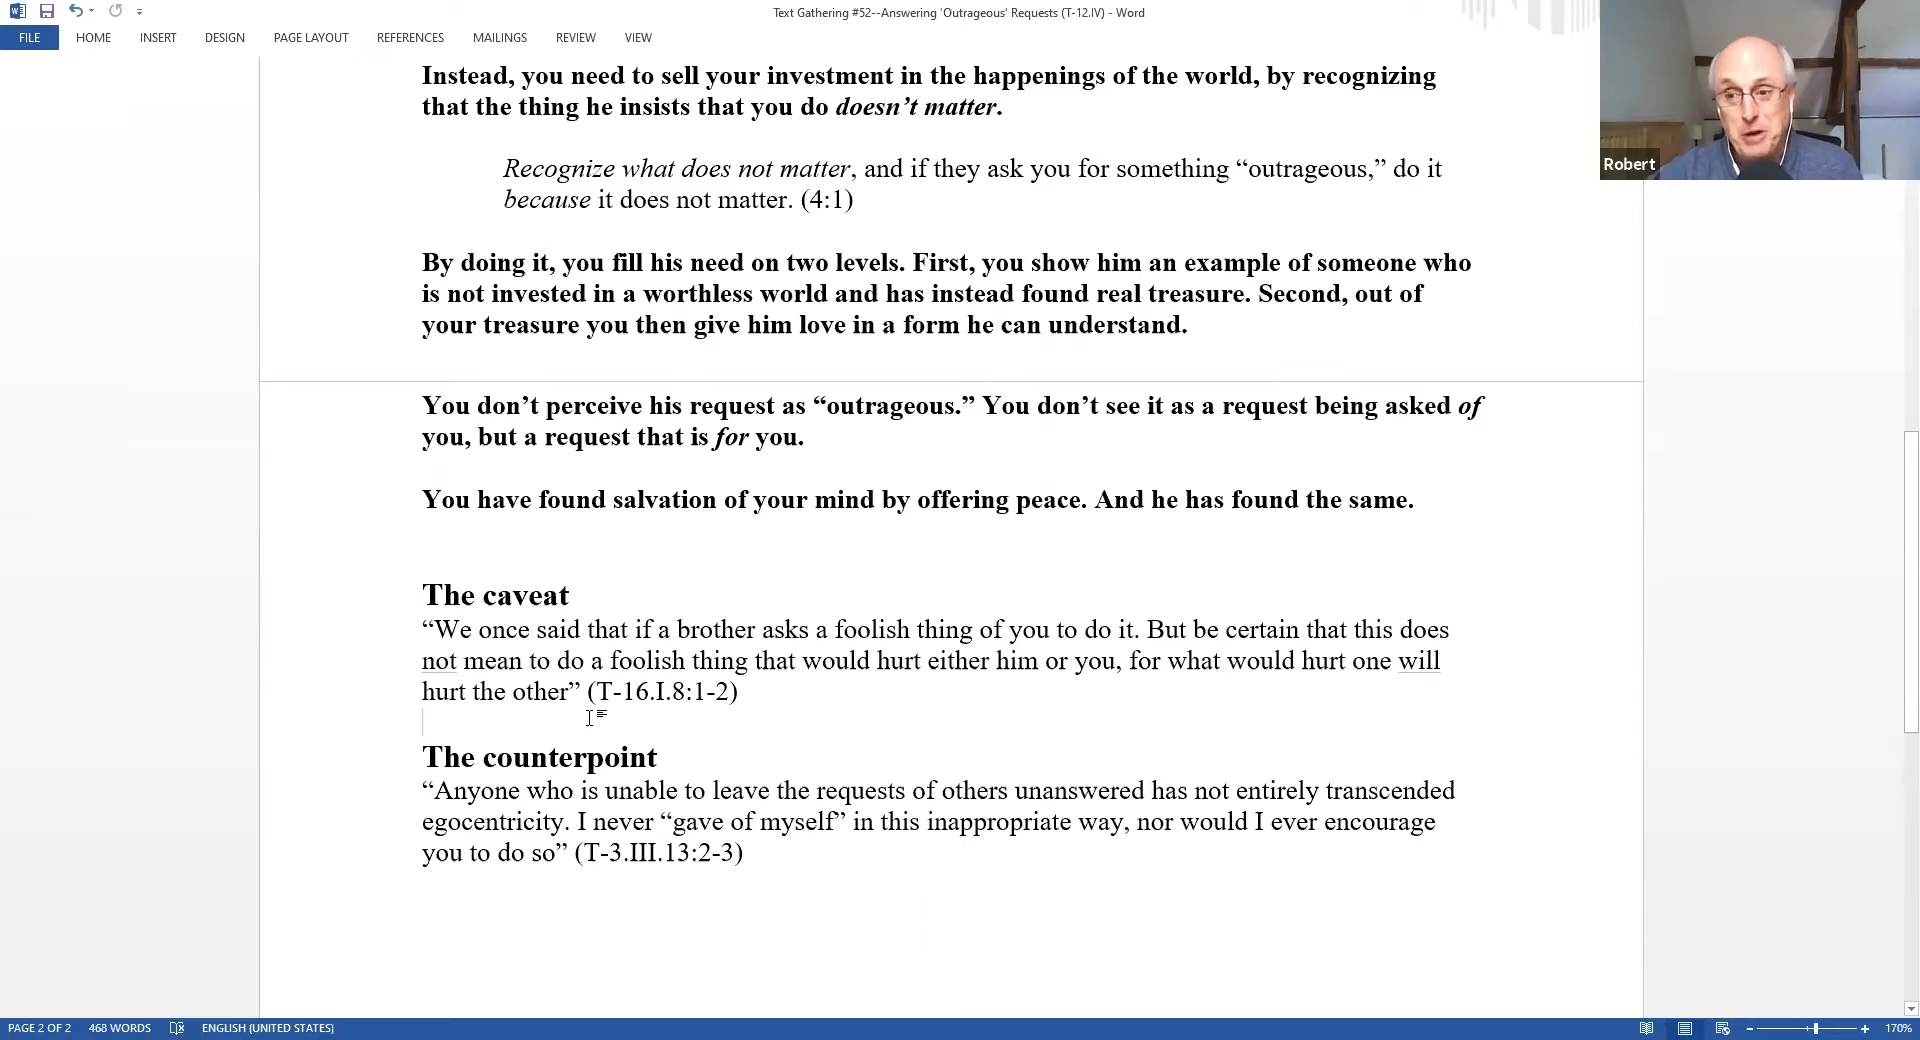 Text Gathering #52--Answering 'Outrageous' Requests (T-12.IV) - Word
FILE HOME INSERT DESIGN PAGE LAYOUT REFERENCES MAILINGS REVIEW VIEW
Robert
Instead, you need to sell your investment in the happenings of the world, by recognizing
that the thing he insists that you do doesn’t matter.
Recognize what does not matter, and if they ask you for something “outrageous,” do it
because it does not matter. (4:1)
By doing it, you fill his need on two levels. First, you show him an example of someone who
is not invested in a worthless world and has instead found real treasure. Second, out of
your treasure you then give him love in a form he can understand.
You don’t perceive his request as “outrageous.” You don’t see it as a request being asked of
you, but a request that is for you.
You have found salvation of your mind by offering peace. And he has found the same.
The caveat
“We once said that if a brother asks a foolish thing of you to do it. But be certain that this does
not mean to do a foolish thing that would hurt either him or you, for what would hurt one will
hurt the other” (T-16.I.8:1-2)
The counterpoint
“Anyone who is unable to leave the requests of others unanswered has not entirely transcended
egocentricity. I never “gave of myself” in this inappropriate way, nor would I ever encourage
you to do so” (T-3.III.13:2-3)
PAGE 2 OF 2 468 WORDS ENGLISH (UNITED STATES) 170%